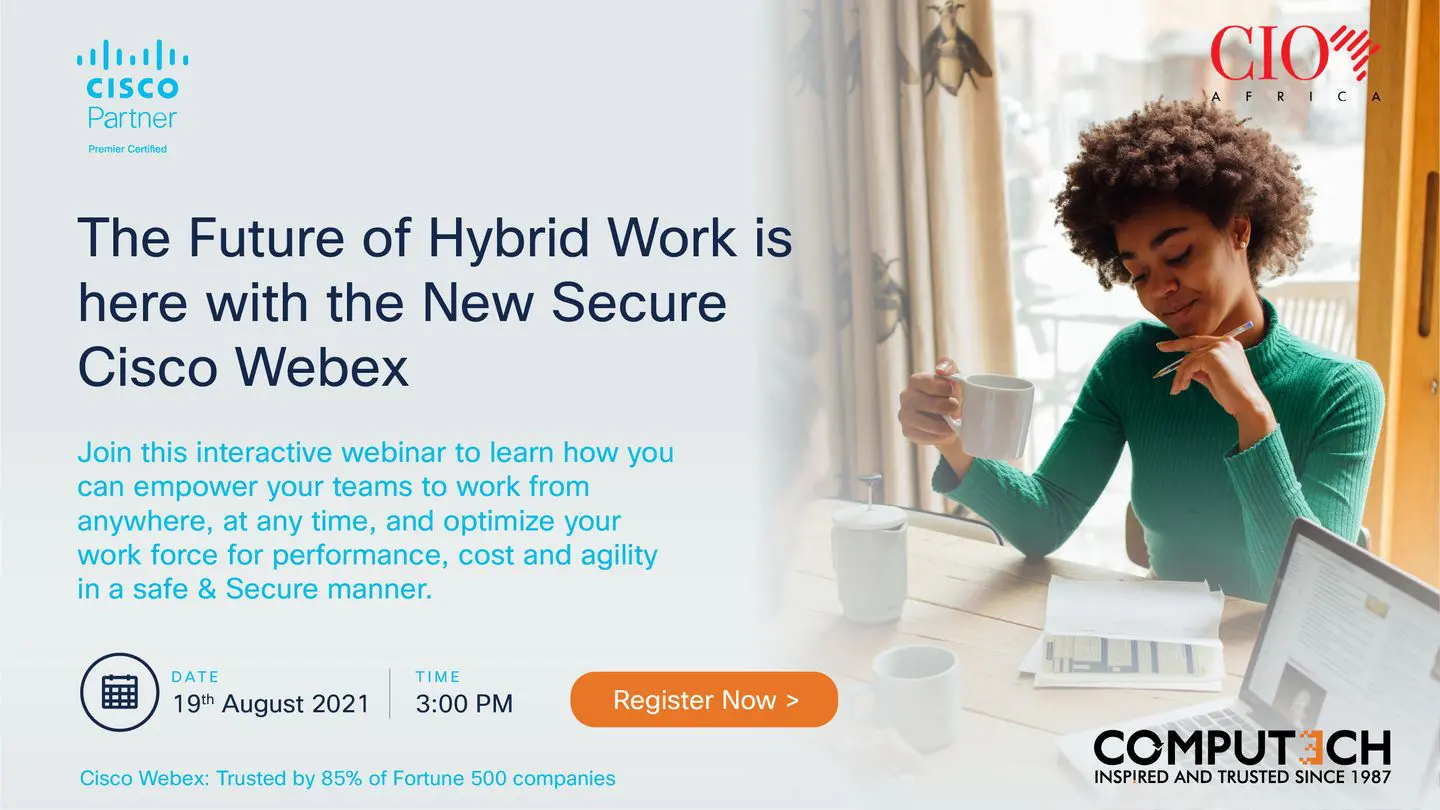 CISCO
Partner
Premier Certified
CIO
AFRICA
The Future of Hybrid Work is
here with the New Secure
Cisco Webex
Join this interactive webinar to learn how you
can empower your teams to work from
anywhere, at any time, and optimize your
work force for performance, cost and agility
in a safe & Secure manner.
DATE
19th August 2021
TIME
3:00 PM
Register Now >
Cisco Webex: Trusted by 85% of Fortune 500 companies
COMPUTECH
INSPIRED AND TRUSTED SINCE 1987